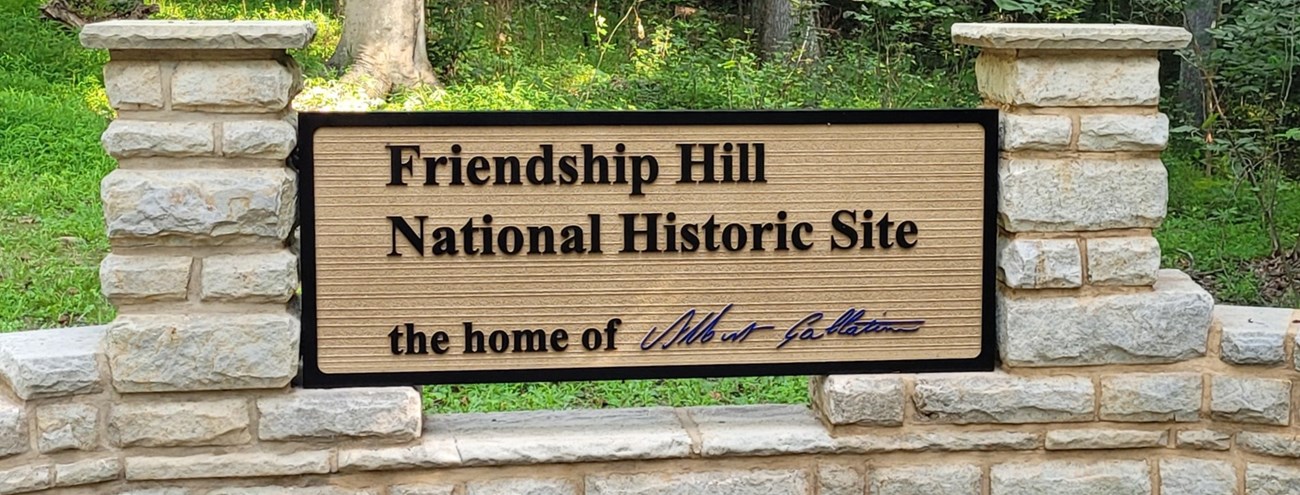 Friendship Hill
National Historic Site
the home of Albert Gallatin